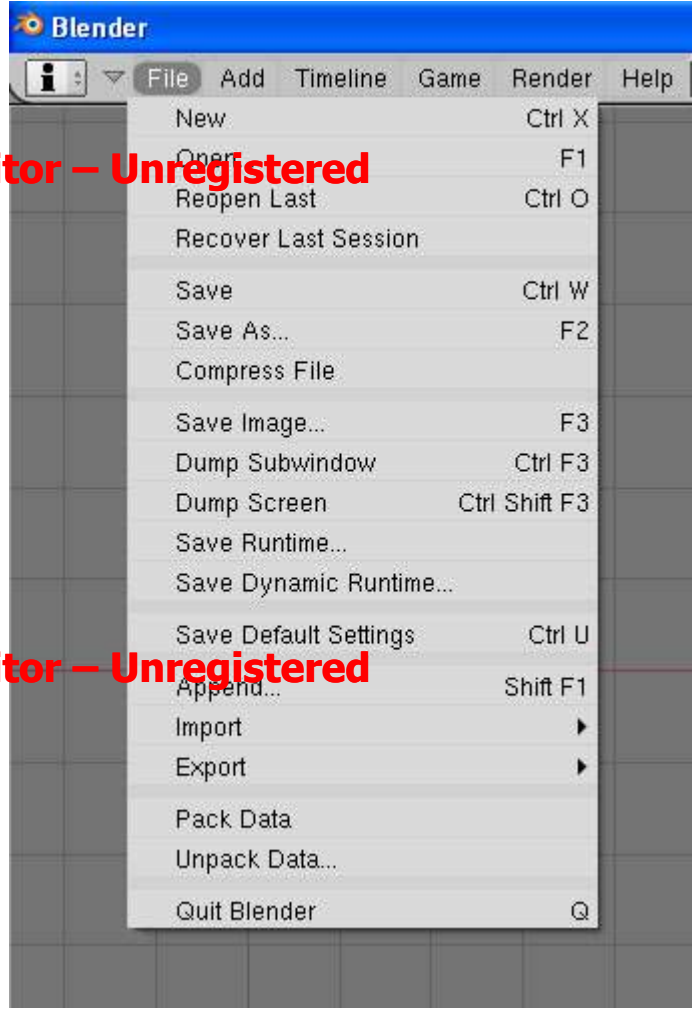 Blender
File Add Timeline Game Render Help
New Ctrl X
Open... F1
tor – Unregistered
Reopen Last Ctrl O
Recover Last Session
Save Ctrl W
Save As... F2
Compress File
Save Image... F3
Dump Subwindow Ctrl F3
Dump Screen Ctrl Shift F3
Save Runtime...
Save Dynamic Runtime...
Save Default Settings Ctrl U
tor – Unregistered
Append... Shift F1
Import
Export
Pack Data
Unpack Data...
Quit Blender Q